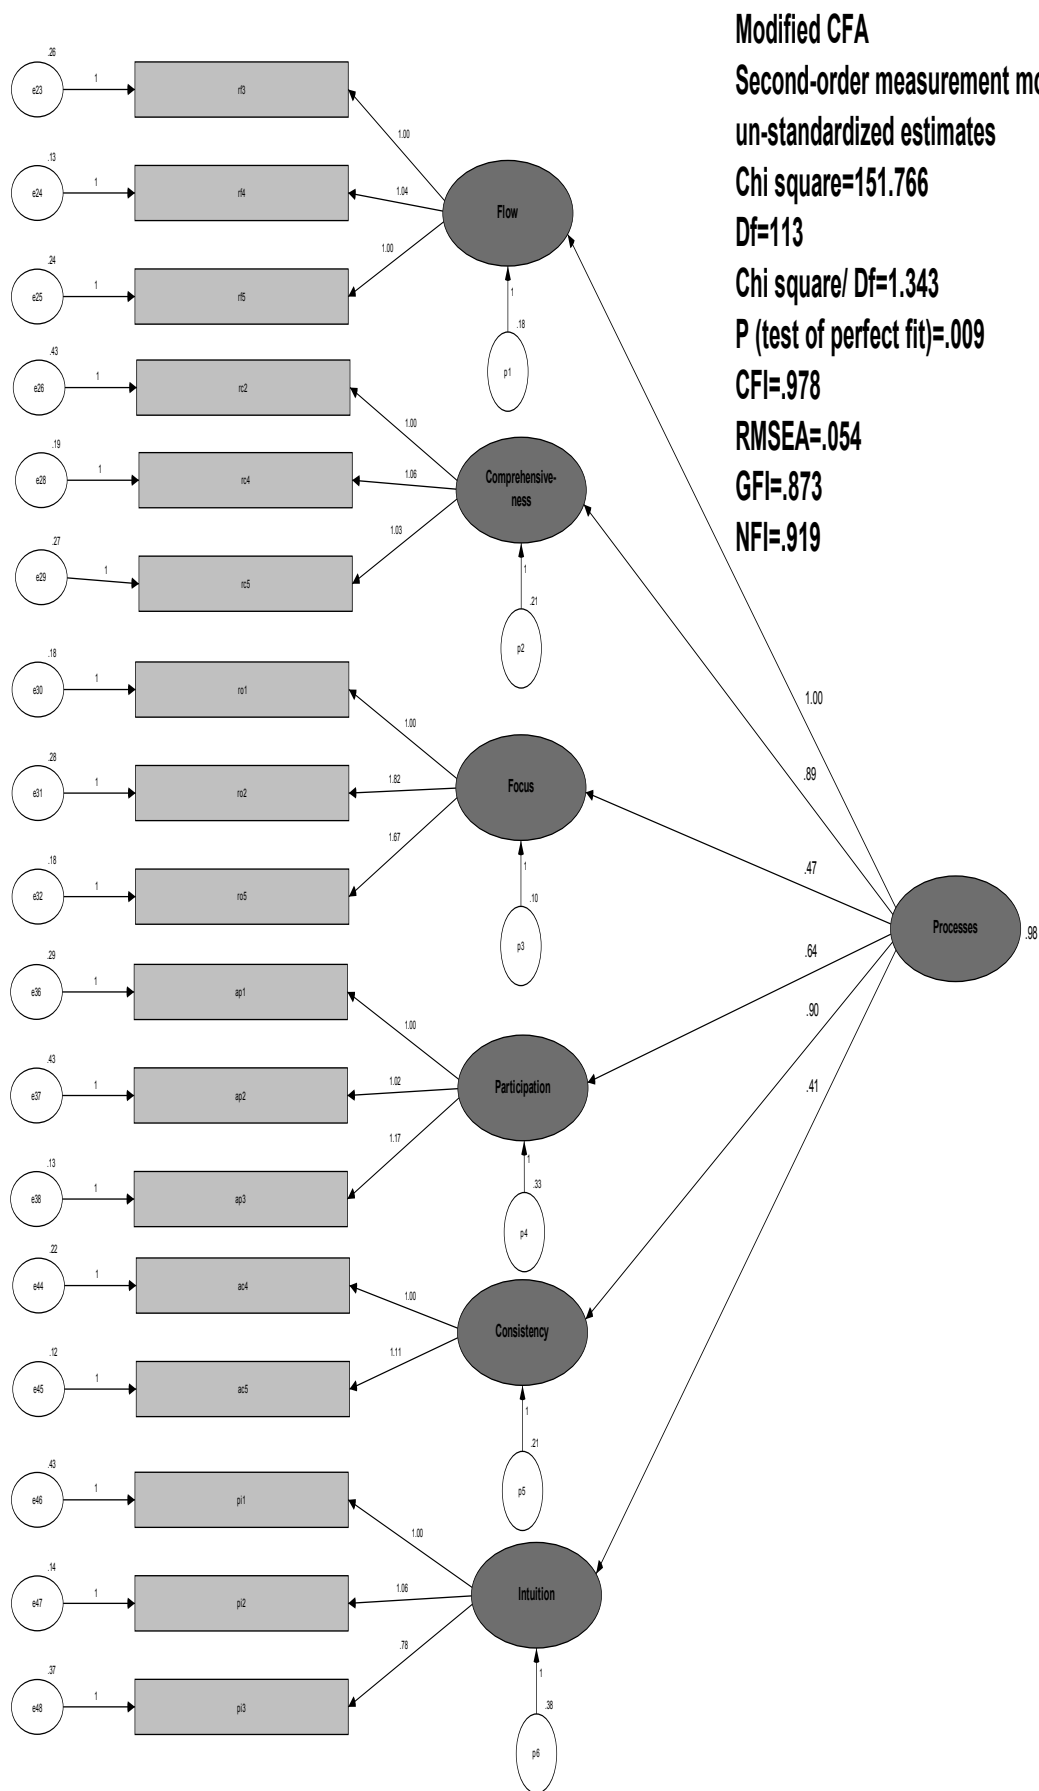 Modified CFA
Second-order measurement mo
un-standardized estimates
Chi square=151.766
Df=113
Chi square/ Df=1.343
P (test of perfect fit)=.009
CFI=.978
RMSEA=.054
GFI=.873
NFI=.919
.26
e23
1
rf3
1.00
.13
e24
1
rf4
1.04
.24
e25
1
rf5
1.00
Flow
1
.18
p1
.43
e26
1
rc2
1.00
.19
e28
1
rc4
1.06
.27
e29
1
rc5
1.03
Comprehensive-
ness
1
.21
p2
.18
e30
1
ro1
1.00
.28
e31
1
ro2
1.82
.18
e32
1
ro5
1.67
Focus
1
.10
p3
.29
e36
1
ap1
1.00
.43
e37
1
ap2
1.02
.13
e38
1
ap3
1.17
Participation
1
.33
p4
.22
e44
1
ac4
1.00
.12
e45
1
ac5
1.11
Consistency
1
.21
p5
.43
e46
1
pi1
1.00
.14
e47
1
pi2
1.06
.37
e48
1
pi3
.78
Intuition
1
.38
p6
1.00
.89
.47
.64
.90
.41
Processes
.98